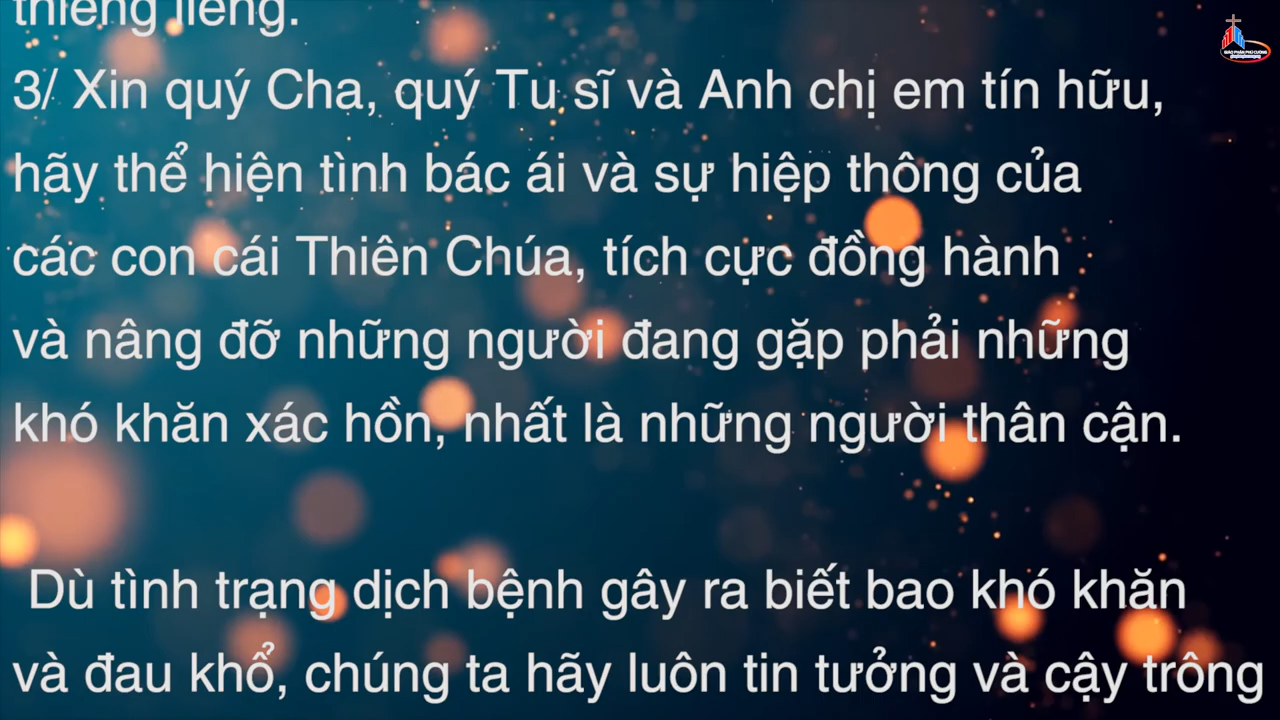 thiêng liêng.
3/ Xin quý Cha, quý Tu sĩ và Anh chị em tín hữu,
hãy thể hiện tình bác ái và sự hiệp thông của
các con cái Thiên Chúa, tích cực đồng hành
và nâng đỡ những người đang gặp phải những
khó khăn xác hồn, nhất là những người thân cận.
Dù tình trạng dịch bệnh gây ra biết bao khó khăn
và đau khổ, chúng ta hãy luôn tin tưởng và cậy trông
GIÁO PHẬN PHÚ CƯỜNG